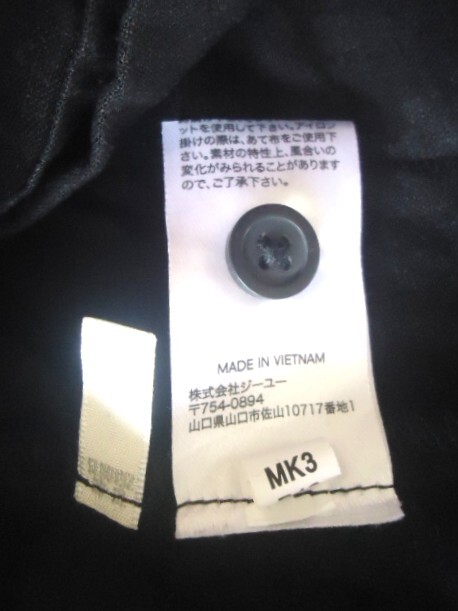 ットを使用して下さい。アイロン
掛けの際は、あて布をご使用下
さい。素材の特性上、風合いの
変化がみられることがあります
ので、ご了承下さい。
MADE IN VIETNAM
株式会社ジーユー
〒754-0894
山口県山口市佐山10717番地1
MK3